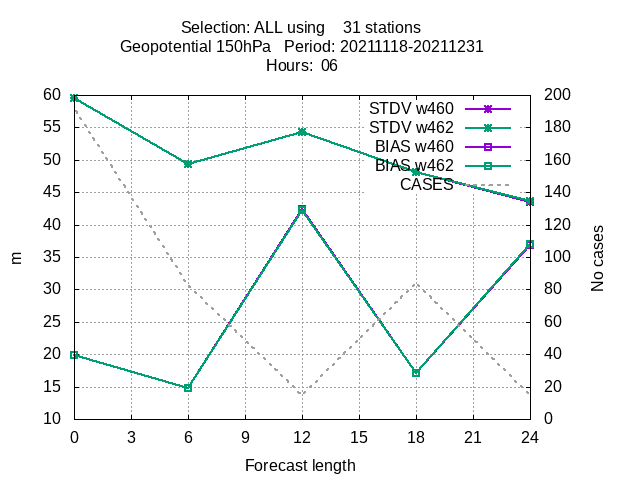 Selection: ALL using    31 stations
Geopotential 150hPa   Period: 20211118-20211231
Hours:  06
STDV w460
STDV w462
BIAS w460
BIAS w462
CASES
60
55
50
45
40
35
30
25
20
15
10
m
200
180
160
140
120
100
80
60
40
20
0
No cases
0 3 6 9 12 15 18 21 24
Forecast length